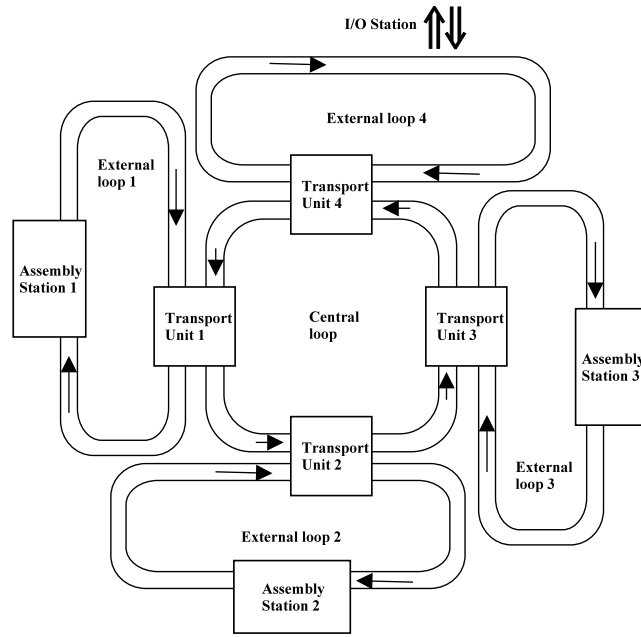 I/O Station
External loop 4
External
loop 1
Transport
Unit 4
Assembly
Station 1
Transport
Unit 1
Central
loop
Transport
Unit 3
Assembly
Station 3
Transport
Unit 2
External
loop 3
External loop 2
Assembly
Station 2